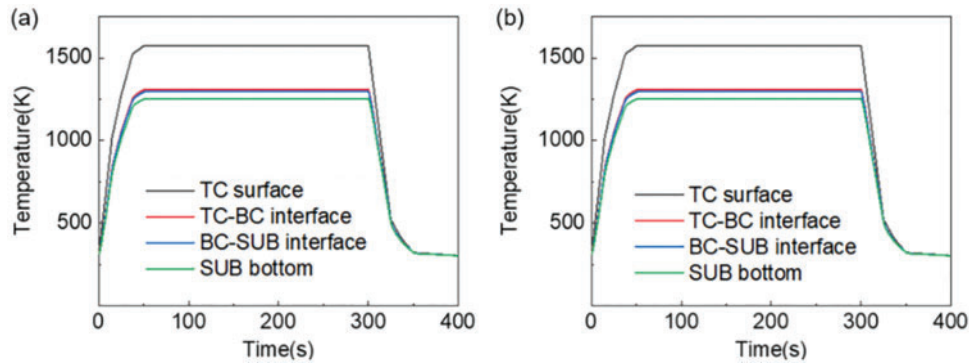 (a)
Temperature(K)
1500
1000
500
TC surface
TC-BC interface
BC-SUB interface
SUB bottom
0 100 200 300 400
Time(s)
(b)
Temperature(K)
1500
1000
500
TC surface
TC-BC interface
BC-SUB interface
SUB bottom
0 100 200 300 400
Time(s)